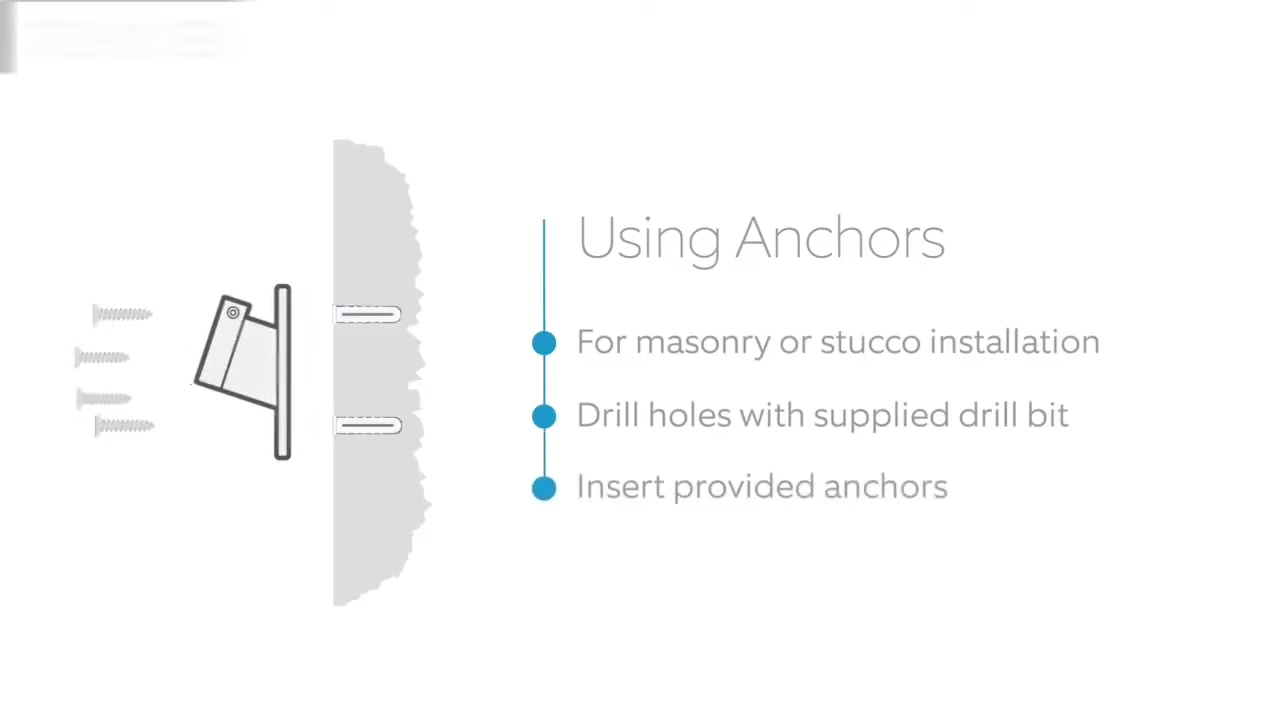 Using Anchors
For masonry or stucco installation
Drill holes with supplied drill bit
Insert provided anchors